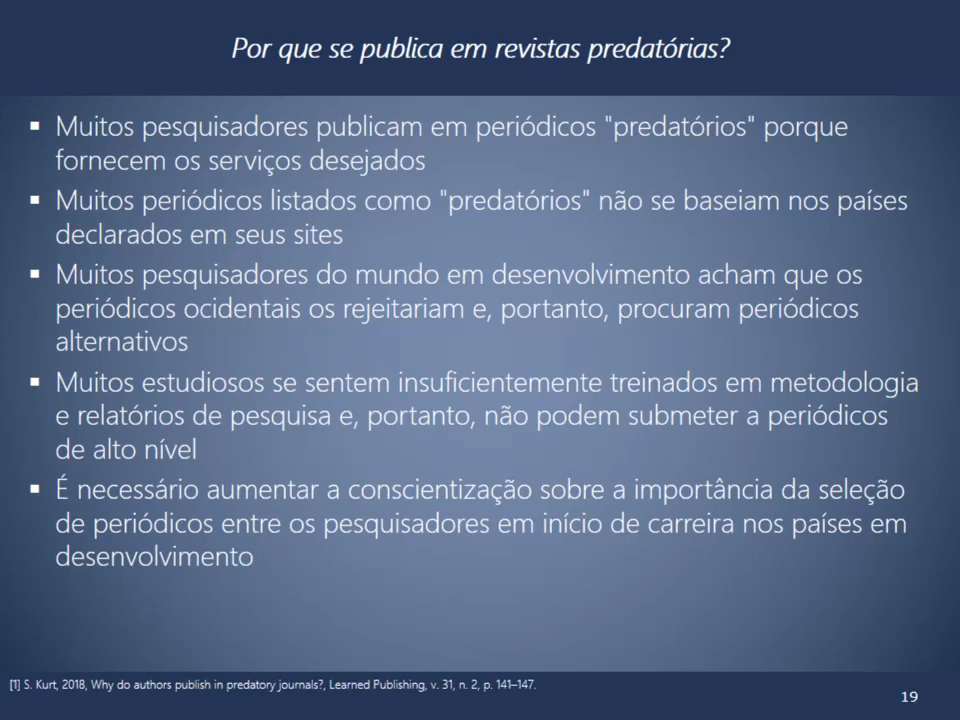 Por que se publica em revistas predatórias?
▪ Muitos pesquisadores publicam em periódicos "predatórios" porque
fornecem os serviços desejados
▪ Muitos periódicos listados como "predatórios" não se baseiam nos países
declarados em seus sites
▪ Muitos pesquisadores do mundo em desenvolvimento acham que os
periódicos ocidentais os rejeitariam e, portanto, procuram periódicos
alternativos
▪ Muitos estudiosos se sentem insuficientemente treinados em metodologia
e relatórios de pesquisa e, portanto, não podem submeter a periódicos
de alto nível
▪ É necessário aumentar a conscientização sobre a importância da seleção
de periódicos entre os pesquisadores em início de carreira nos países em
desenvolvimento
[1] S. Kurt, 2018, Why do authors publish in predatory journals?, Learned Publishing, v. 31, n. 2, p. 141–147.
19